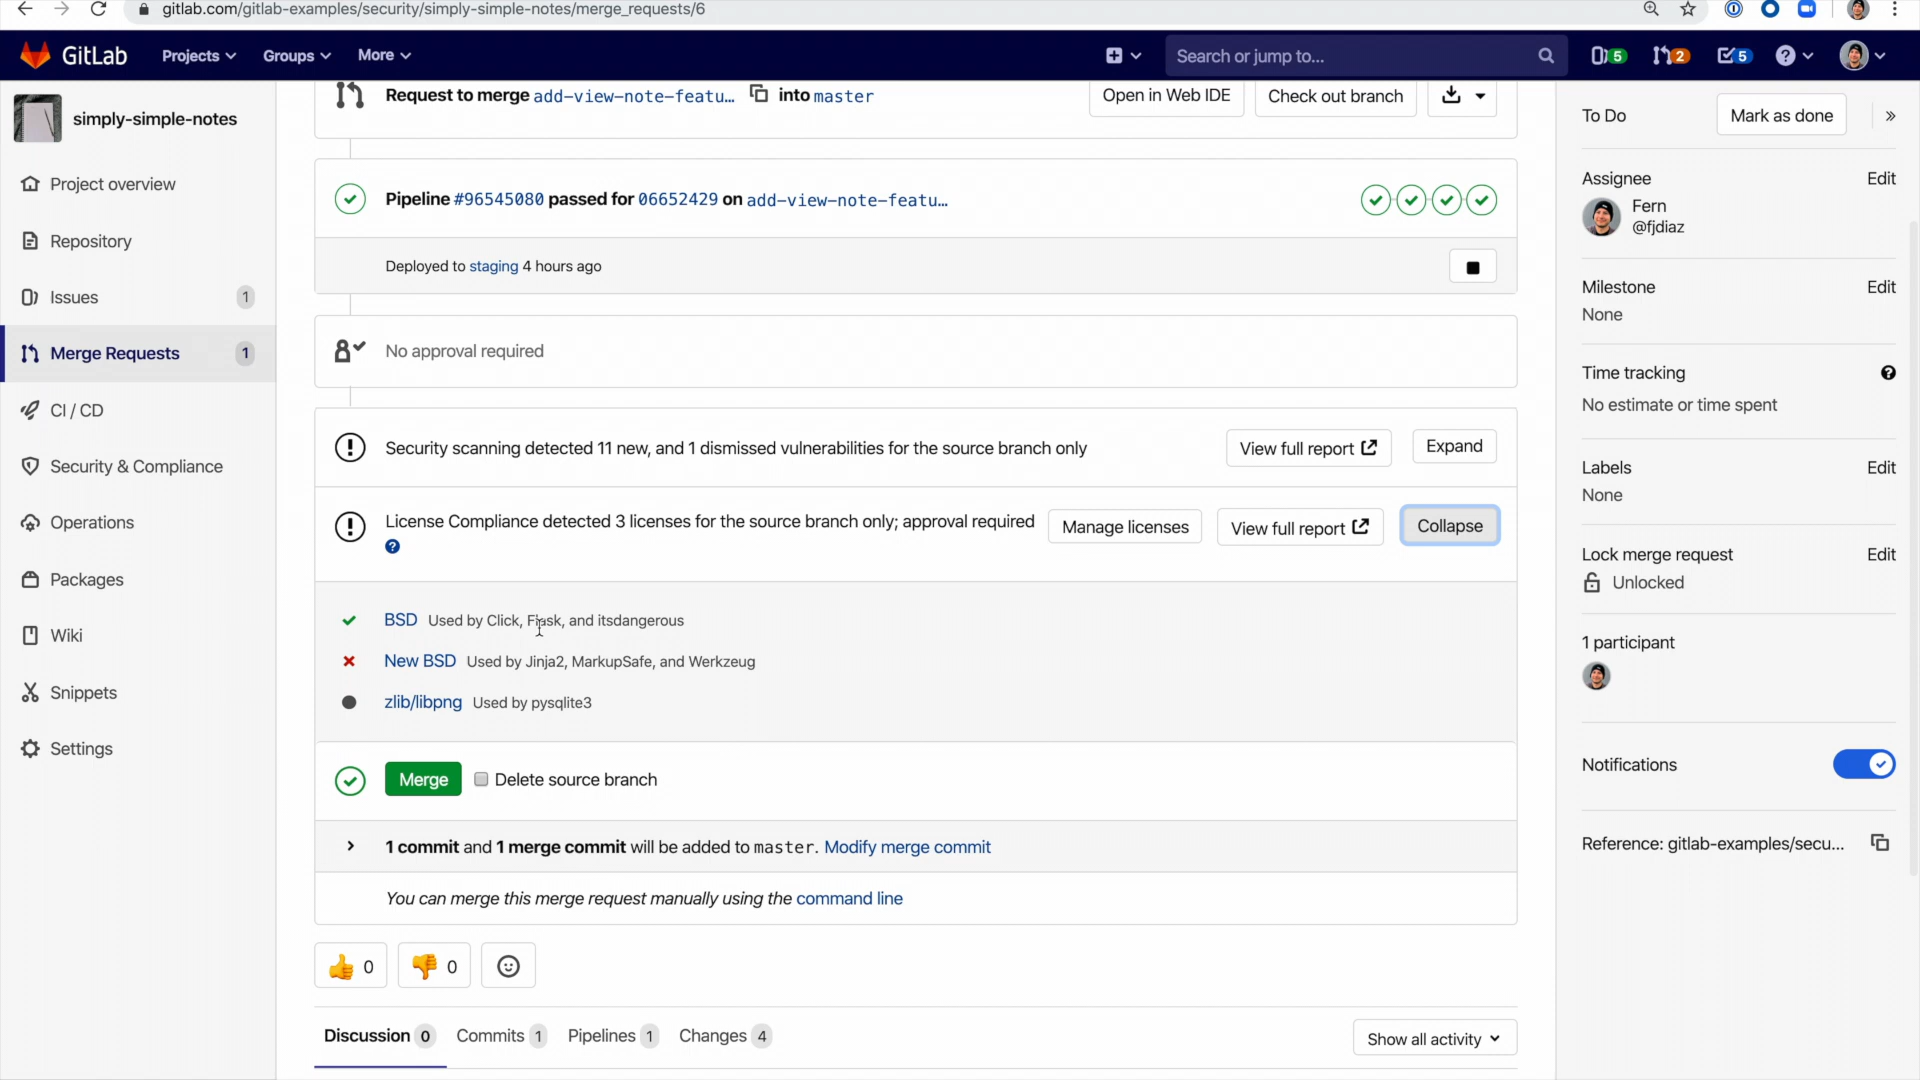 gitlab.com/gitlab-examples/security/simply-simple-notes/merge_requests/6
GitLab Projects Groups More Search or jump to... 5 2 5
simply-simple-notes
Project overview
Repository
Issues 1
Merge Requests 1
CI / CD
Security & Compliance
Operations
Packages
Wiki
Snippets
Settings
Request to merge add-view-note-featu... into master Open in Web IDE Check out branch
Pipeline #96545080 passed for 06652429 on add-view-note-featu...
Deployed to staging 4 hours ago
No approval required
Security scanning detected 11 new, and 1 dismissed vulnerabilities for the source branch only View full report Expand
License Compliance detected 3 licenses for the source branch only; approval required Manage licenses View full report Collapse
BSD Used by Click, Flask, and itsdangerous
New BSD Used by Jinja2, MarkupSafe, and Werkzeug
zlib/libpng Used by pysqlite3
Merge Delete source branch
1 commit and 1 merge commit will be added to master. Modify merge commit
You can merge this merge request manually using the command line
0 0
Discussion 0 Commits 1 Pipelines 1 Changes 4 Show all activity
To Do Mark as done
Assignee Edit
Fern
@fjdiaz
Milestone Edit
None
Time tracking
No estimate or time spent
Labels Edit
None
Lock merge request Edit
Unlocked
1 participant
Notifications
Reference: gitlab-examples/secu...